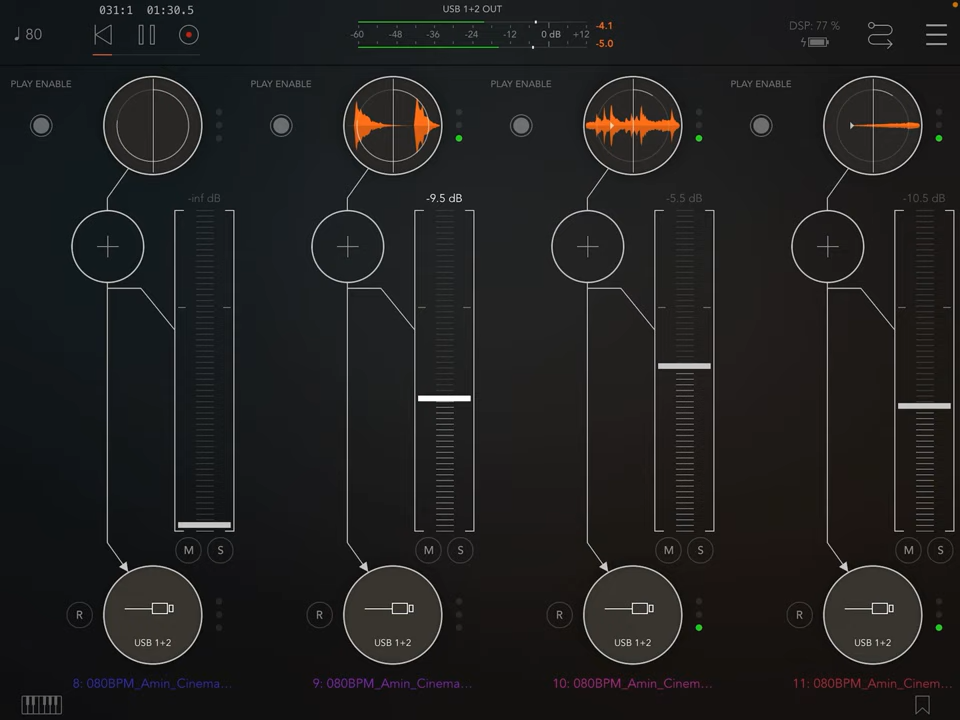 031:1 01:30.5
USB 1+2 OUT
♩ 80
-60 -48 -36 -24 -12 0 dB +12
-4.1
-5.0
DSP: 77 %
PLAY ENABLE PLAY ENABLE PLAY ENABLE PLAY ENABLE
-inf dB -9.5 dB -5.5 dB -10.5 dB
M S M S M S M S
R R R R
USB 1+2 USB 1+2 USB 1+2 USB 1+2
8: 080BPM_Amin_Cinema... 9: 080BPM_Amin_Cinema... 10: 080BPM_Amin_Cinem... 11: 080BPM_Amin_Cinem...